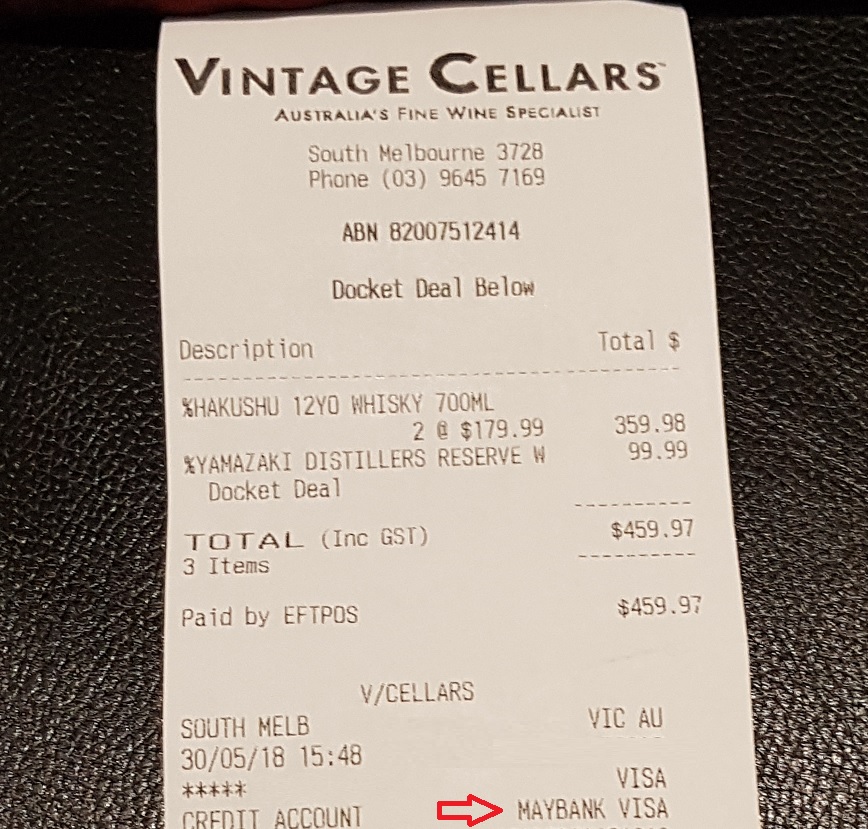 VINTAGE CELLARS™
AUSTRALIA'S FINE WINE SPECIALIST
South Melbourne 3728
Phone (03) 9645 7169
ABN 82007512414
Docket Deal Below
Description Total $
%HAKUSHU 12YO WHISKY 700ML
2 @ $179.99 359.98
%YAMAZAKI DISTILLERS RESERVE W 99.99
Docket Deal
TOTAL (Inc GST) $459.97
3 Items
Paid by EFTPOS $459.97
V/CELLARS
SOUTH MELB VIC AU
30/05/18 15:48
***** VISA
CREDIT ACCOUNT MAYBANK VISA